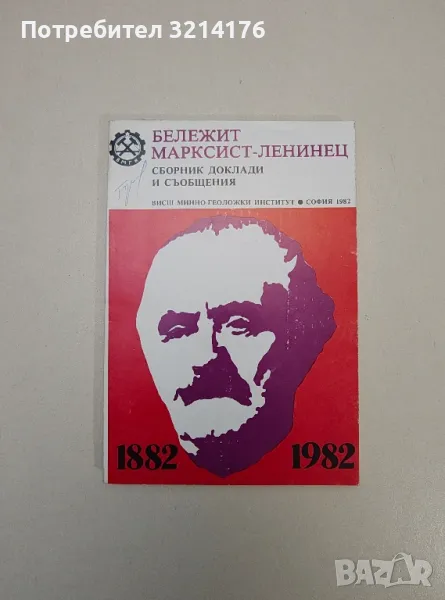 Потребител 3214176
БЕЛЕЖИТ
МАРКСИСТ-ЛЕНИНЕЦ
СБОРНИК ДОКЛАДИ
И СЪОБЩЕНИЯ
ВИСШ МИННО-ГЕОЛОЖКИ ИНСТИТУТ ● СОФИЯ 1982
1882 1982
BAZAR